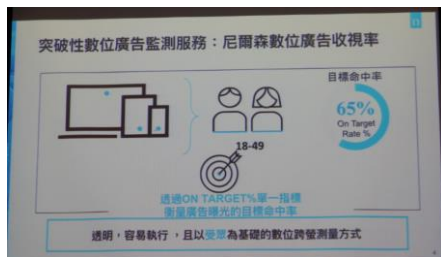 突破性數位廣告監測服務：尼爾森數位廣告收視率
n
目標命中率
65%
On Target
Rate %
18-49
透過ON TARGET%單一指標
衡量廣告曝光的目標命中率
透明，容易執行，且以受眾為基礎的數位跨螢測量方式